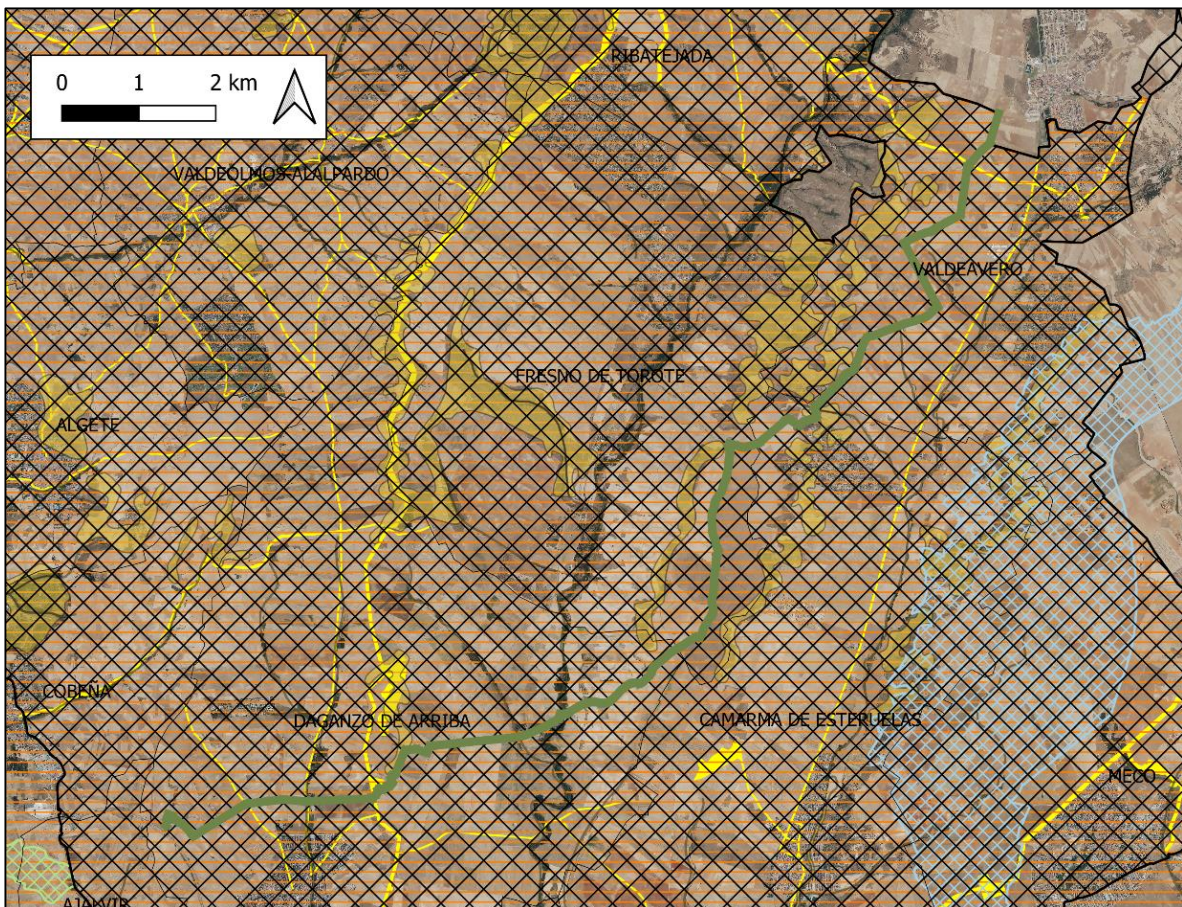 RIBATEJADA
0 1 2 km
VALDEOLMOS-ALALPARDO
VALDEAVERO
FRESNO DE TOROTE
ALGETE
COBEÑA
DAGANZO DE ARRIBA
CAMARMA DE ESTERUELAS
MECO
AJALVIR